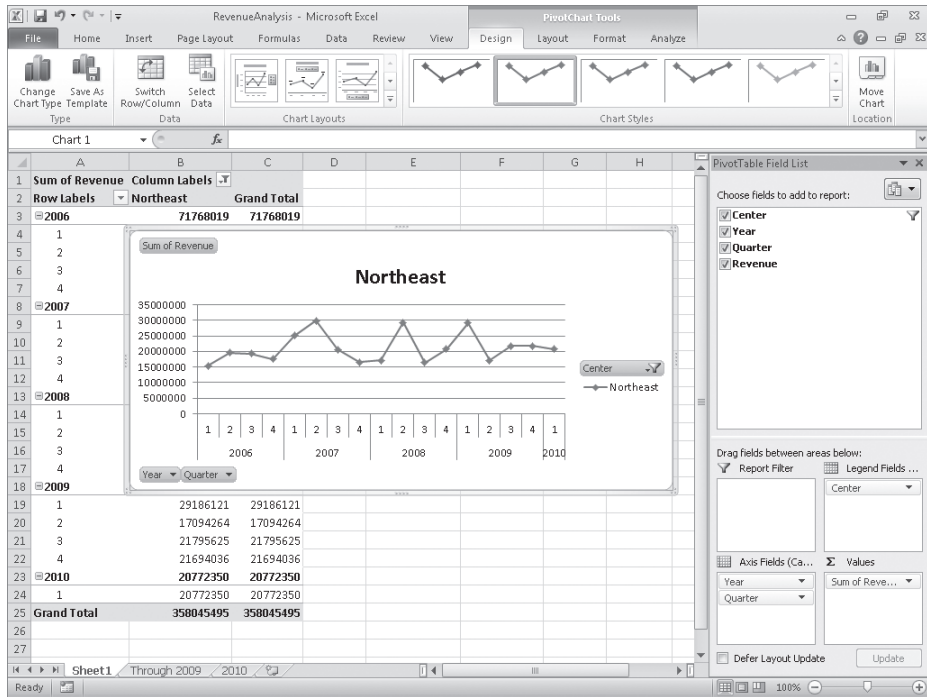 RevenueAnalysis - Microsoft Excel
PivotChart Tools
File Home Insert Page Layout Formulas Data Review View Design Layout Format Analyze
Change Chart Type
Save As Template
Switch Row/Column
Select Data
Move Chart
Type Data Chart Layouts Chart Styles Location
Chart 1 fx
A B C D E F G H
1 Sum of Revenue Column Labels
2 Row Labels Northeast Grand Total
3 2006 71768019 71768019
4 1
5 2
6 3
7 4
8 2007
9 1
10 2
11 3
12 4
13 2008
14 1
15 2
16 3
17 4
18 2009
19 1 29186121 29186121
20 2 17094264 17094264
21 3 21795625 21795625
22 4 21694036 21694036
23 2010 20772350 20772350
24 1 20772350 20772350
25 Grand Total 358045495 358045495
26
27
Sum of Revenue
Northeast
35000000
30000000
25000000
20000000
15000000
10000000
5000000
0
1 2 3 4 1 2 3 4 1 2 3 4 1 2 3 4 1
2006 2007 2008 2009 2010
Center
Northeast
Year Quarter
PivotTable Field List
Choose fields to add to report:
Center
Year
Quarter
Revenue
Drag fields between areas below:
Report Filter
Legend Fields ...
Center
Axis Fields (Ca...
Σ Values
Year
Quarter
Sum of Reve...
Defer Layout Update
Update
Sheet1 Through 2009 2010
Ready
100%